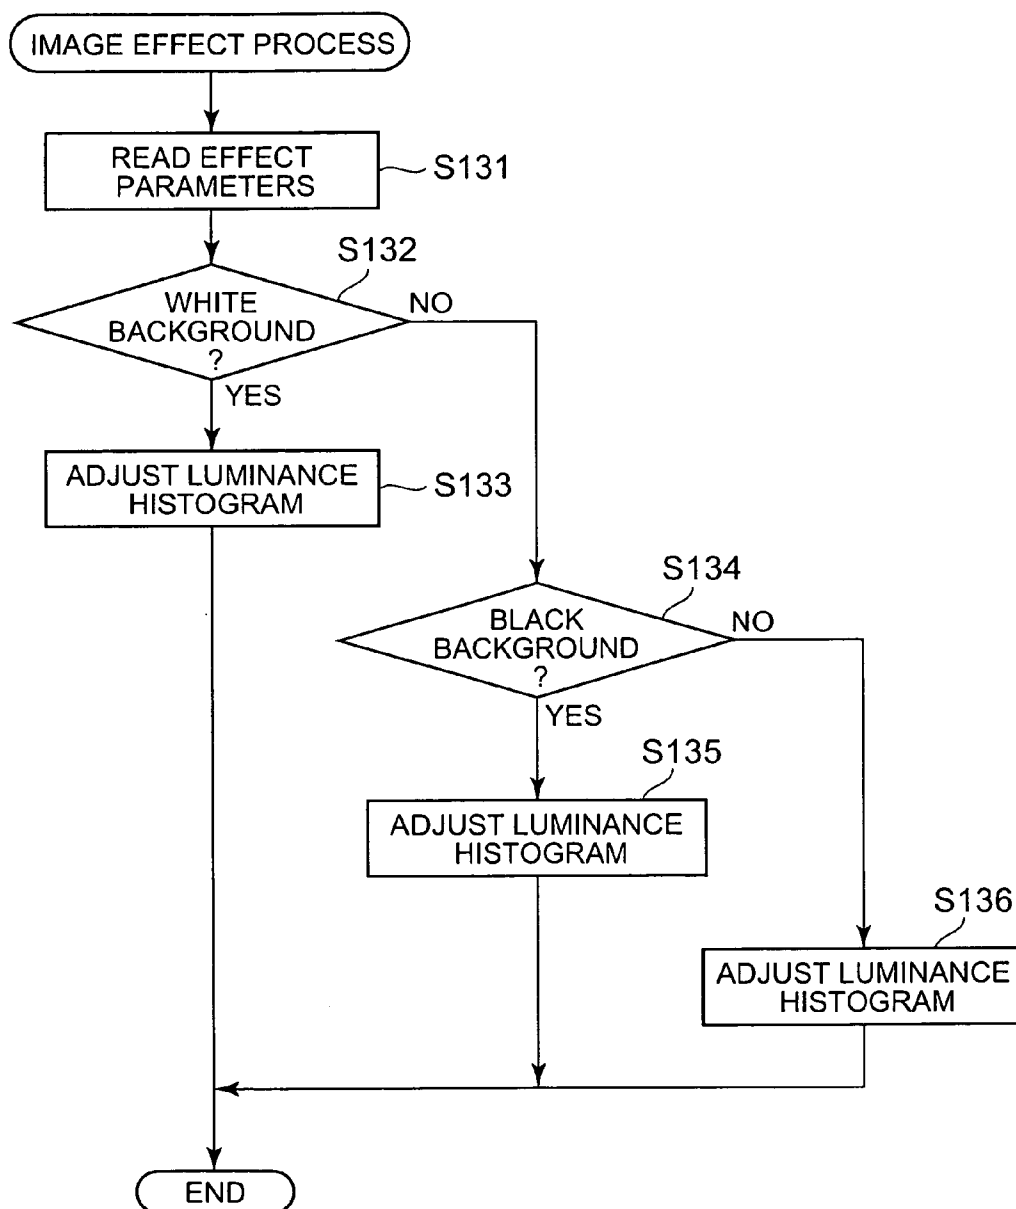 IMAGE EFFECT PROCESS
READ EFFECT
PARAMETERS
S131
S132
WHITE
BACKGROUND
?
NO
YES
ADJUST LUMINANCE
HISTOGRAM
S133
S134
BLACK
BACKGROUND
?
NO
YES
S135
ADJUST LUMINANCE
HISTOGRAM
S136
ADJUST LUMINANCE
HISTOGRAM
END